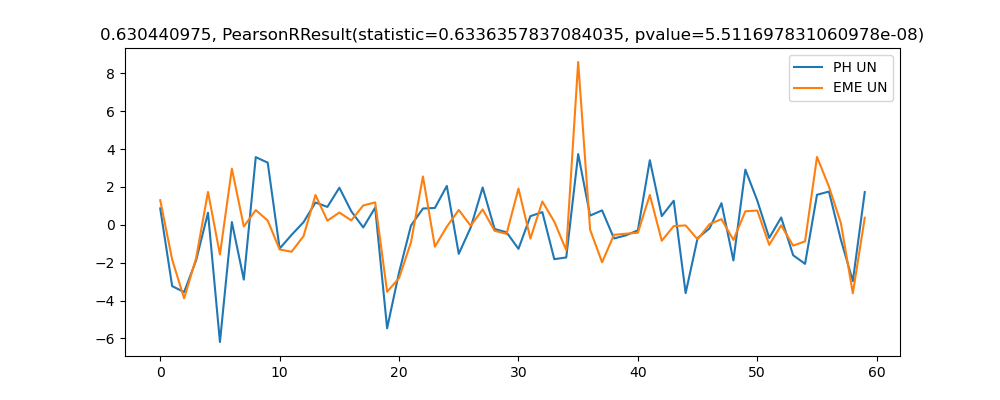 0.630440975, PearsonRResult(statistic=0.6336357837084035, pvalue=5.511697831060978e-08)
PH UN
EME UN
8
6
4
2
0
−2
−4
−6
0 10 20 30 40 50 60